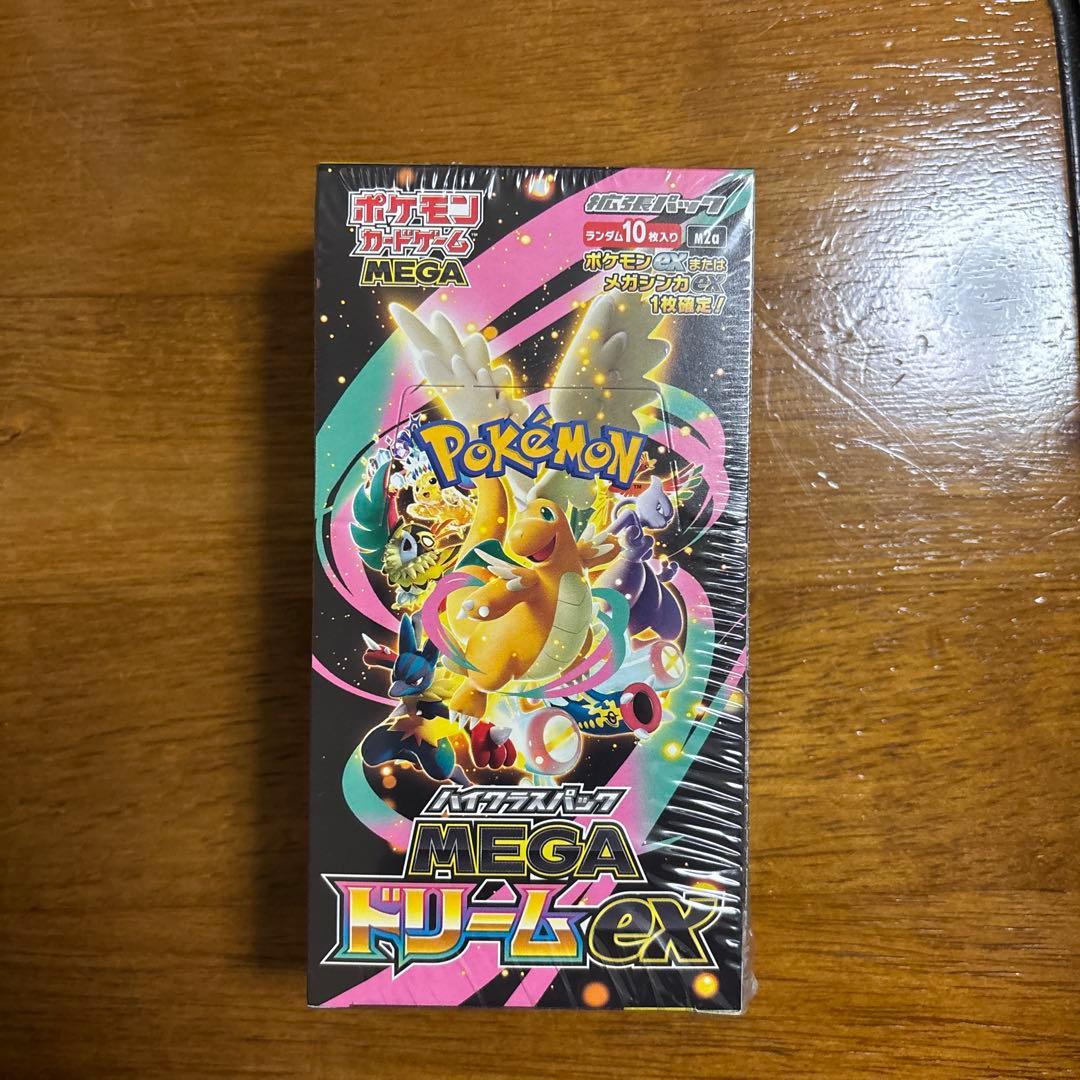 ポケモン
カードゲーム
MEGA
拡張パック
ランダム10枚入り M2a
ポケモンexまたは
メガシンカex
1枚確定!
POKéMON
TM
ハイクラスパック
MEGA
ドリームex